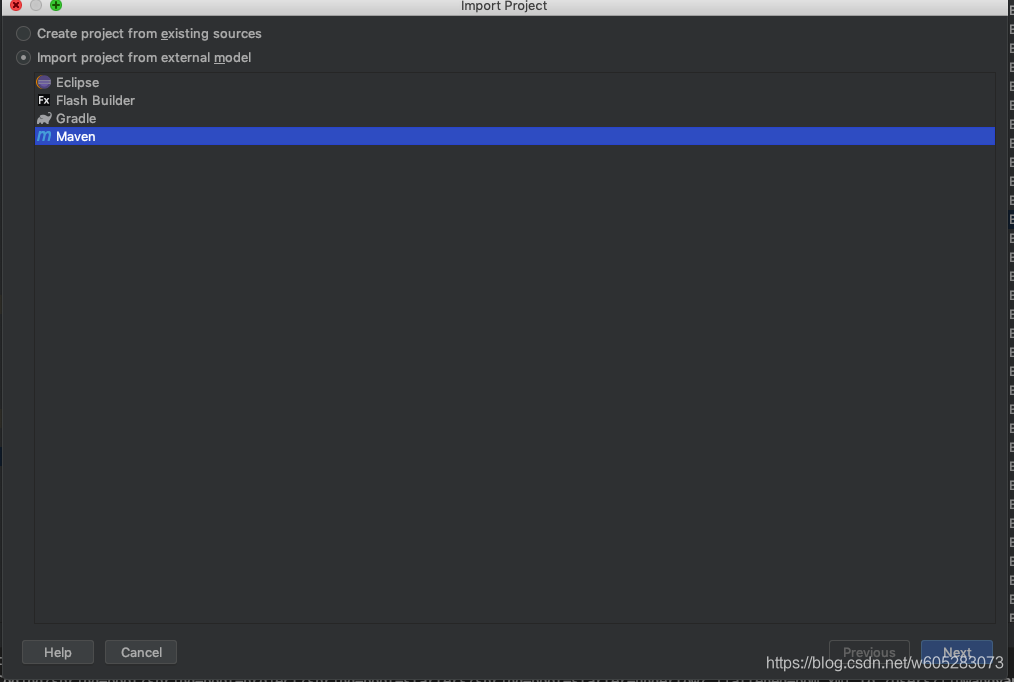 Import Project
Create project from existing sources
Import project from external model
Eclipse
Fx Flash Builder
Gradle
m Maven
Help Cancel Previous Next
https://blog.csdn.net/w605283073